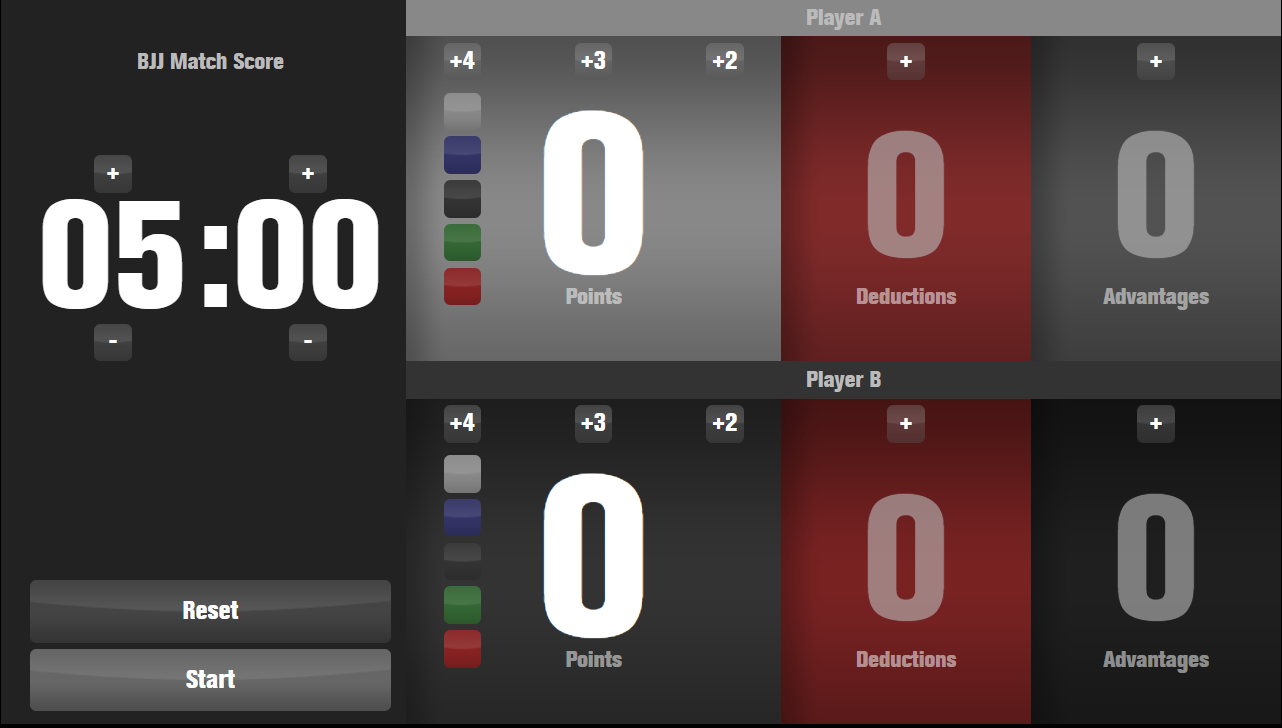 BJJ Match Score
+ +
05:00
- -
Reset
Start
Player A
+4 +3 +2 + +
0 0 0
Points Deductions Advantages
Player B
+4 +3 +2 + +
0 0 0
Points Deductions Advantages